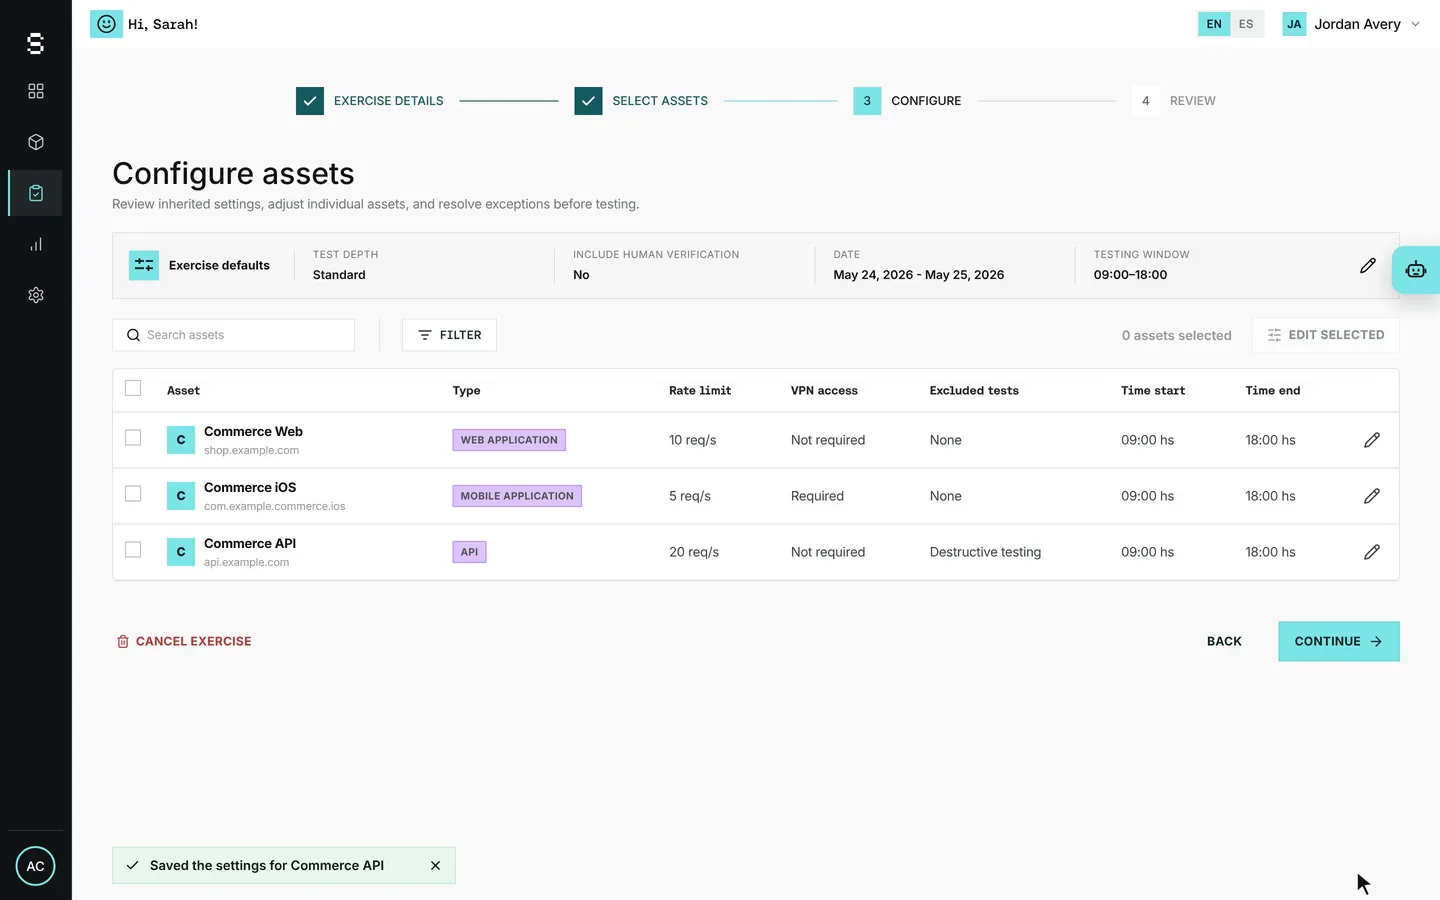 Hi, Sarah!
EN ES
JA Jordan Avery
EXERCISE DETAILS
SELECT ASSETS
3 CONFIGURE
4 REVIEW
Configure assets
Review inherited settings, adjust individual assets, and resolve exceptions before testing.
Exercise defaults
TEST DEPTH
Standard
INCLUDE HUMAN VERIFICATION
No
DATE
May 24, 2026 - May 25, 2026
TESTING WINDOW
09:00–18:00
Search assets
FILTER
0 assets selected
EDIT SELECTED
Asset Type Rate limit VPN access Excluded tests Time start Time end
C Commerce Web WEB APPLICATION 10 req/s Not required None 09:00 hs 18:00 hs
shop.example.com
C Commerce iOS MOBILE APPLICATION 5 req/s Required None 09:00 hs 18:00 hs
com.example.commerce.ios
C Commerce API API 20 req/s Not required Destructive testing 09:00 hs 18:00 hs
api.example.com
CANCEL EXERCISE
BACK
CONTINUE
Saved the settings for Commerce API
AC